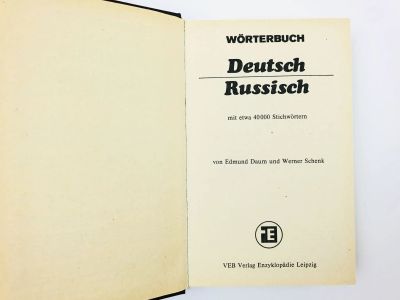 WÖRTERBUCH
Deutsch
Russisch
mit etwa 40000 Stichwörtern
von Edmund Daum und Werner Schenk
VEB Verlag Enzyklopädie Leipzig